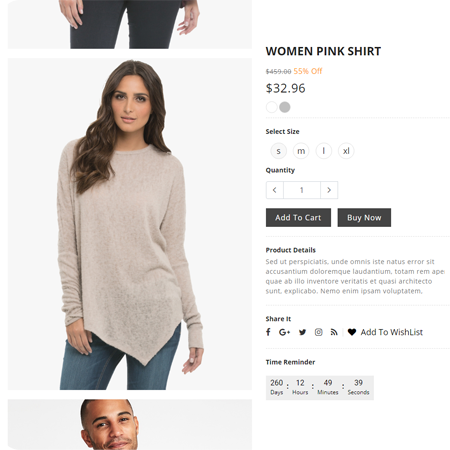 WOMEN PINK SHIRT
$459.00 55% Off
$32.96
Select Size
s m l xl
Quantity
< 1 >
Add To Cart Buy Now
Product Details
Sed ut perspiciatis, unde omnis iste natus error sit
accusantium doloremque laudantium, totam rem ape
quae ab illo inventore veritatis et quasi architecto
sunt, explicabo. Nemo enim ipsam voluptatem,
Share It
Add To WishList
Time Reminder
260 : 12 : 49 : 39
Days Hours Minutes Seconds